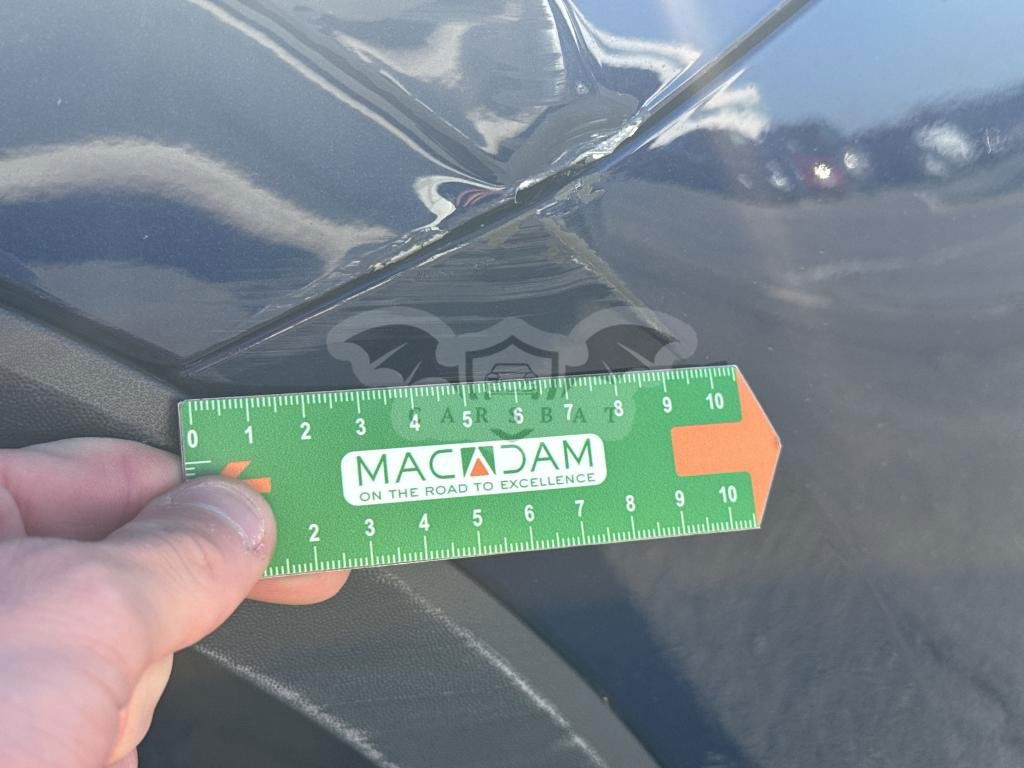 0 1 2 3 4 5 6 7 8 9 10
CARSBAT
MACADAM
ON THE ROAD TO EXCELLENCE
2 3 4 5 6 7 8 9 10